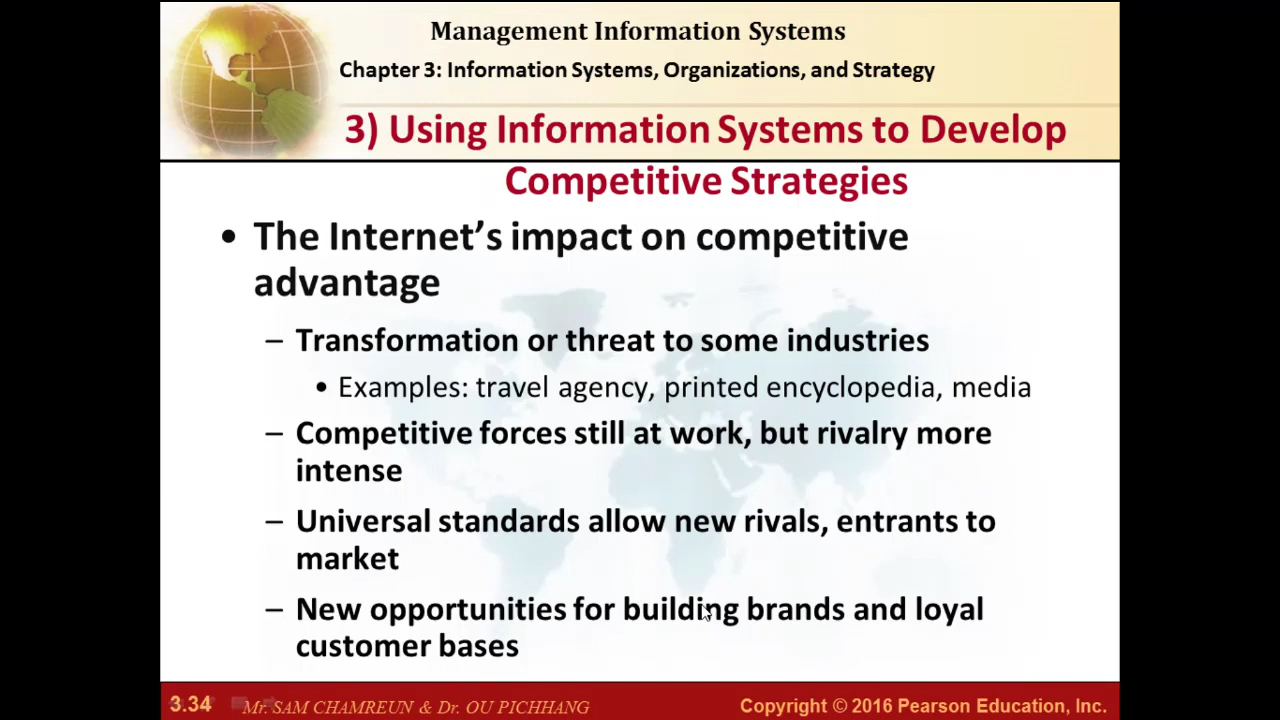 Management Information Systems
Chapter 3: Information Systems, Organizations, and Strategy
3) Using Information Systems to Develop
Competitive Strategies
• The Internet’s impact on competitive
advantage
– Transformation or threat to some industries
• Examples: travel agency, printed encyclopedia, media
– Competitive forces still at work, but rivalry more
intense
– Universal standards allow new rivals, entrants to
market
– New opportunities for building brands and loyal
customer bases
3.34 Mr. SAM CHAMREUN & Dr. OU PICHHANG Copyright © 2016 Pearson Education, Inc.